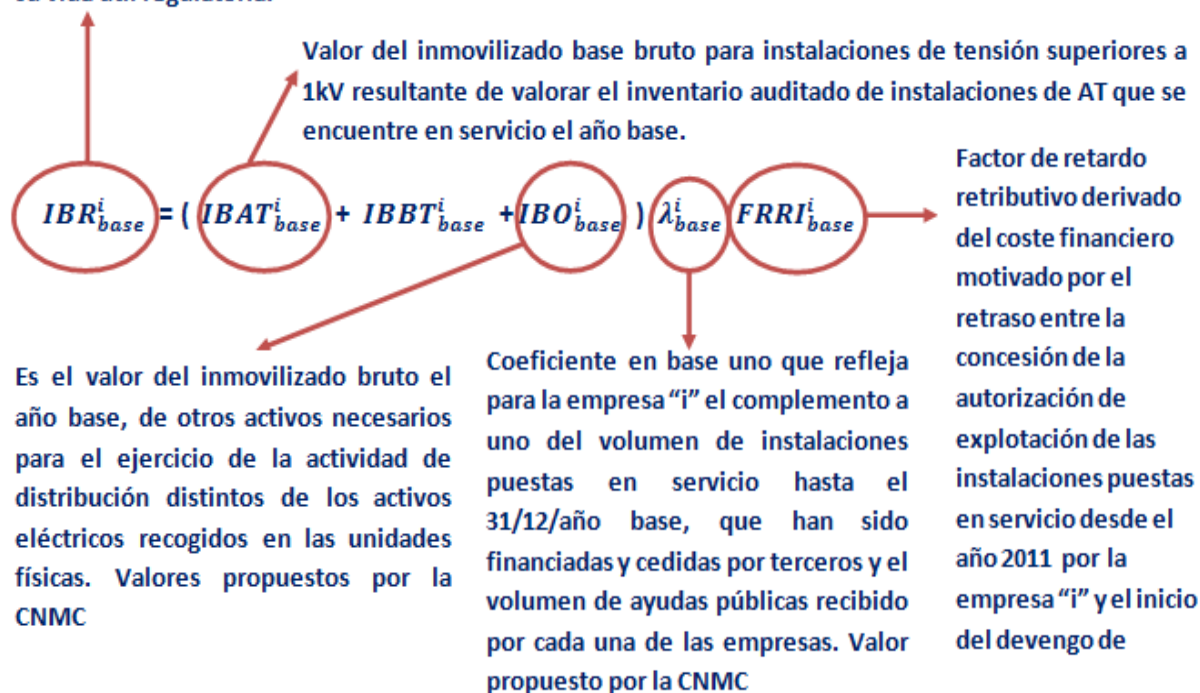 su vida útil regulatoria.
Valor del inmovilizado base bruto para instalaciones de tensión superiores a
1kV resultante de valorar el inventario auditado de instalaciones de AT que se
encuentre en servicio el año base.
IBR^i_base = ( IBAT^i_base + IBBT^i_base + IBO^i_base ) λ^i_base FRRI^i_base
Es el valor del inmovilizado bruto el
año base, de otros activos necesarios
para el ejercicio de la actividad de
distribución distintos de los activos
eléctricos recogidos en las unidades
físicas. Valores propuestos por la
CNMC
Coeficiente en base uno que refleja
para la empresa “i” el complemento a
uno del volumen de instalaciones
puestas en servicio hasta el
31/12/año base, que han sido
financiadas y cedidas por terceros y el
volumen de ayudas públicas recibido
por cada una de las empresas. Valor
propuesto por la CNMC
Factor de retardo
retributivo derivado
del coste financiero
motivado por el
retraso entre la
concesión de la
autorización de
explotación de las
instalaciones puestas
en servicio desde el
año 2011 por la
empresa “i” y el inicio
del devengo de